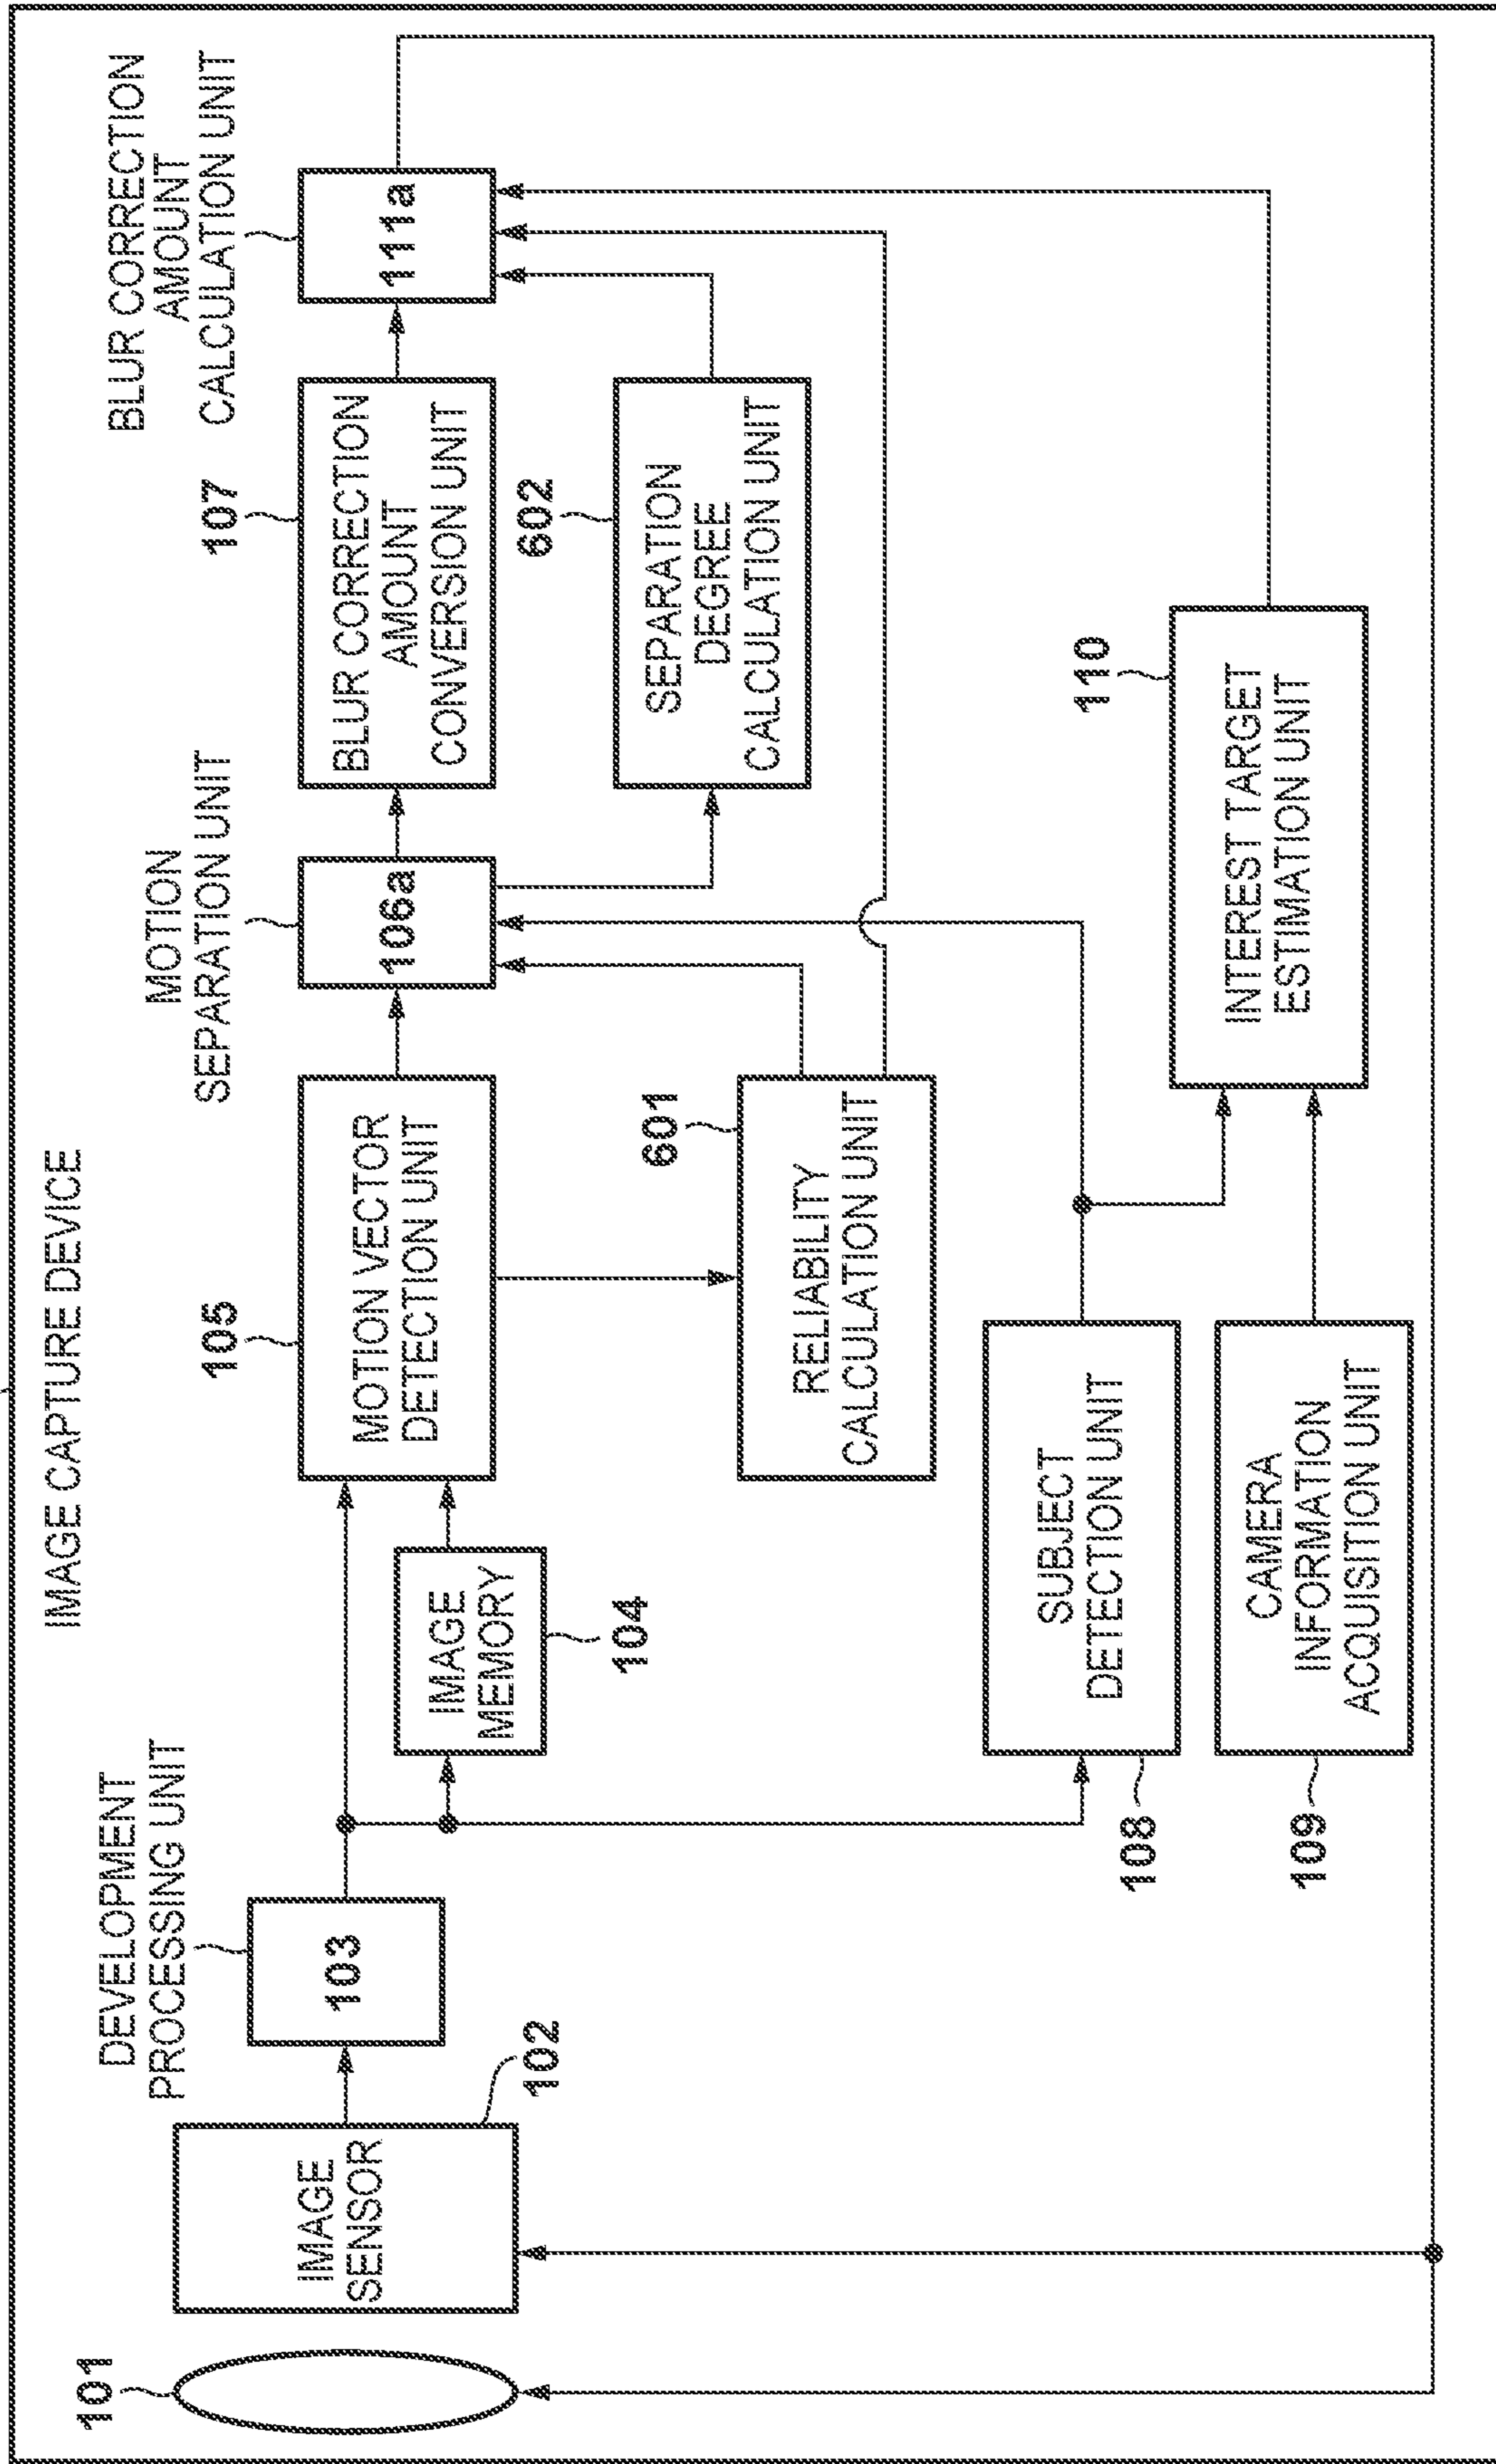 IMAGE CAPTURE DEVICE
101
IMAGE
SENSOR
102
DEVELOPMENT
PROCESSING UNIT
103
IMAGE
MEMORY
104
105
MOTION VECTOR
DETECTION UNIT
MOTION
SEPARATION UNIT
106a
107
BLUR CORRECTION
AMOUNT
CONVERSION UNIT
BLUR CORRECTION
AMOUNT
CALCULATION UNIT
111a
602
SEPARATION
DEGREE
CALCULATION UNIT
601
RELIABILITY
CALCULATION UNIT
SUBJECT
DETECTION UNIT
108
CAMERA
INFORMATION
ACQUISITION UNIT
109
110
INTEREST TARGET
ESTIMATION UNIT